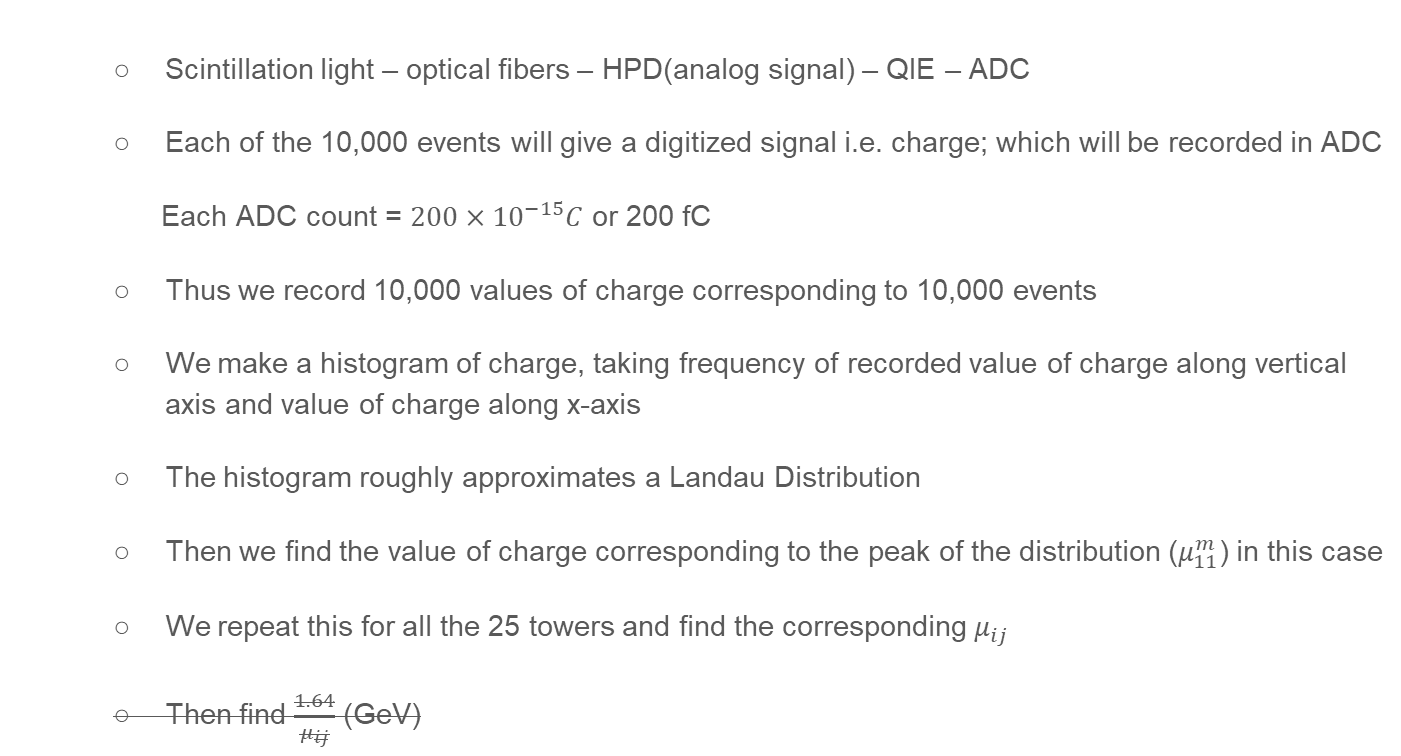 ○ Scintillation light – optical fibers – HPD(analog signal) – QIE – ADC
○ Each of the 10,000 events will give a digitized signal i.e. charge; which will be recorded in ADC
Each ADC count = 200 × 10⁻¹⁵C or 200 fC
○ Thus we record 10,000 values of charge corresponding to 10,000 events
○ We make a histogram of charge, taking frequency of recorded value of charge along vertical
axis and value of charge along x-axis
○ The histogram roughly approximates a Landau Distribution
○ Then we find the value of charge corresponding to the peak of the distribution (μ₁₁ᵐ) in this case
○ We repeat this for all the 25 towers and find the corresponding μᵢⱼ
○ Then find 1.64/μᵢⱼ (GeV)